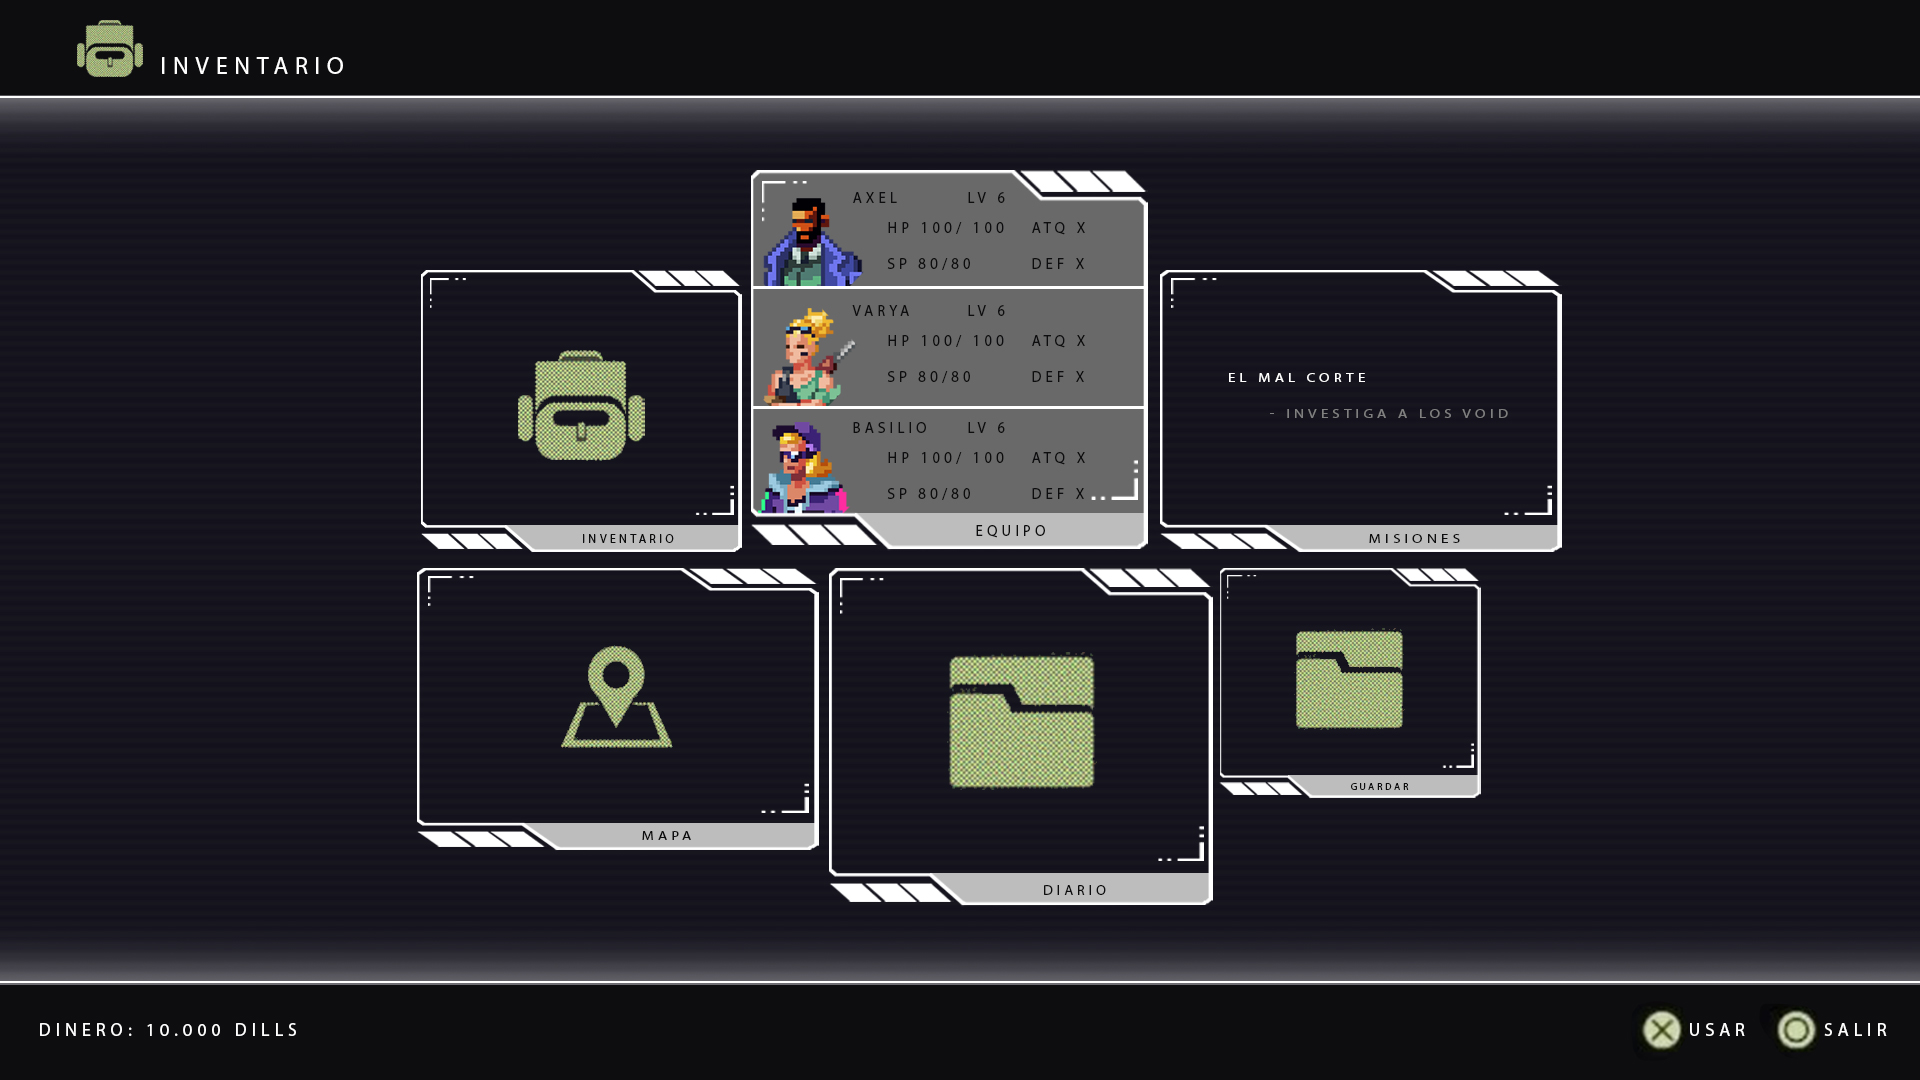 INVENTARIO
AXEL LV 6
HP 100/ 100 ATQ X
SP 80/80 DEF X
VARYA LV 6
HP 100/ 100 ATQ X
SP 80/80 DEF X
BASILIO LV 6
HP 100/ 100 ATQ X
SP 80/80 DEF X
EQUIPO
INVENTARIO
EL MAL CORTE
- INVESTIGA A LOS VOID
MISIONES
MAPA
DIARIO
GUARDAR
DINERO: 10.000 DILLS
USAR
SALIR